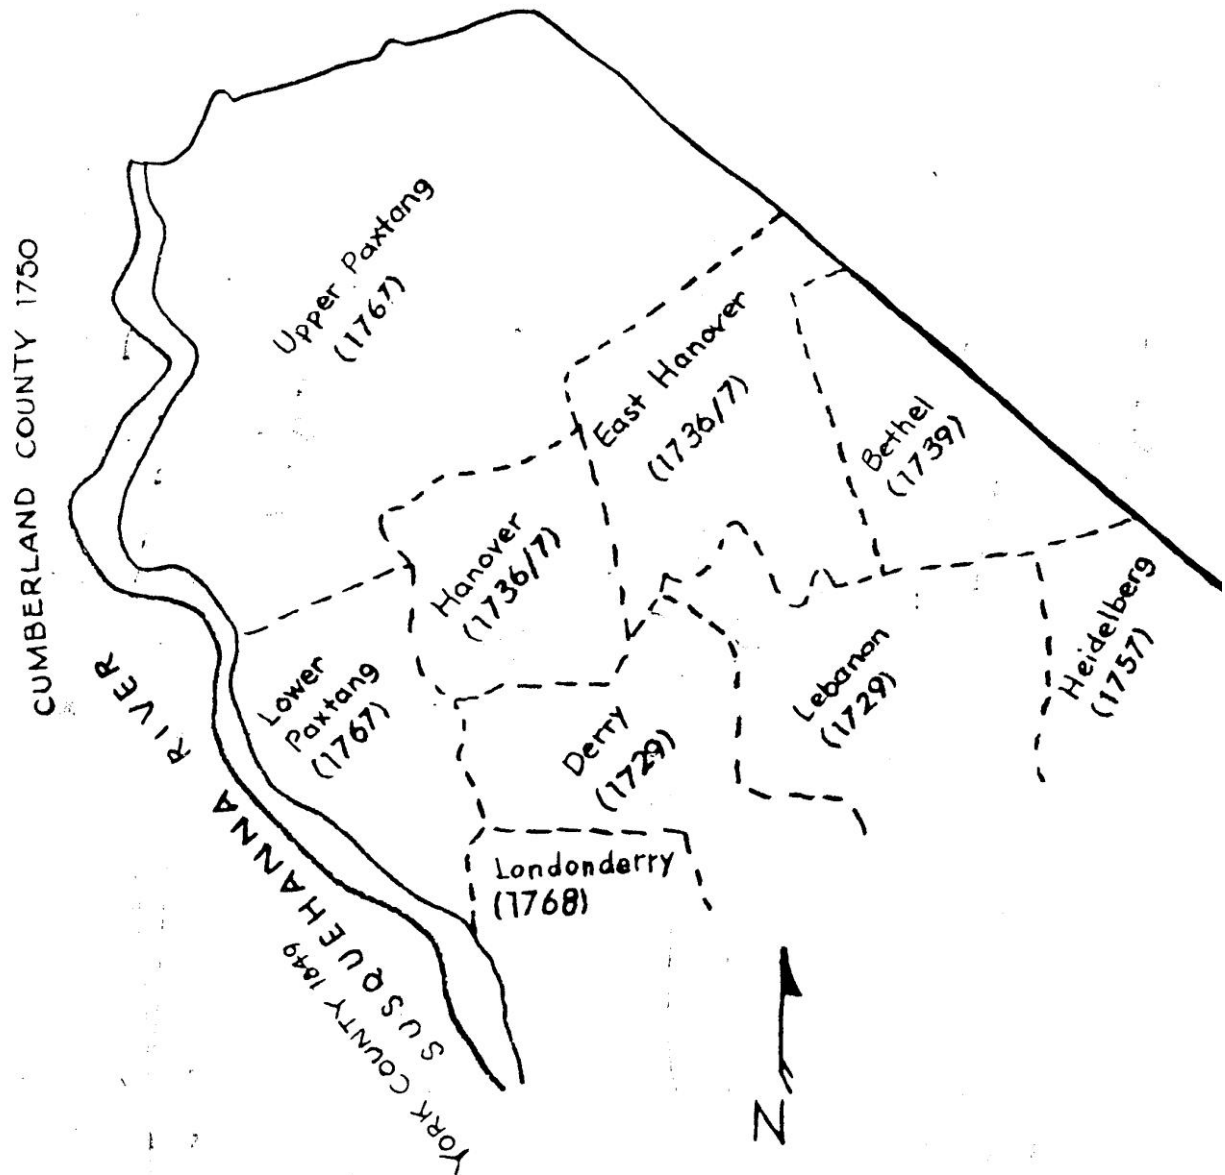 CUMBERLAND COUNTY 1750
Upper Paxtang
(1767)
East Hanover
(1736/7)
Bethel
(1739)
Hanover
(1736/7)
Heidelberg
(1757)
Lebanon
(1729)
Lower
Paxtang
(1767)
Derry
(1729)
Londonderry
(1768)
SUSQUEHANNA RIVER
YORK COUNTY 1849
N